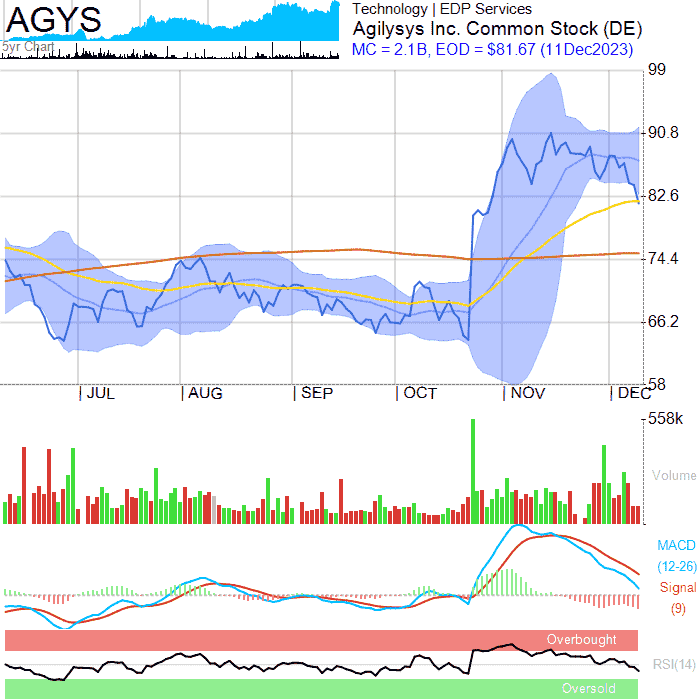 AGYS
5yr Chart
Technology | EDP Services
Agilysys Inc. Common Stock (DE)
MC = 2.1B, EOD = $81.67 (11Dec2023)
99
90.8
82.6
74.4
66.2
58
| JUL | AUG | SEP | OCT | NOV | DEC
558k
Volume
MACD
(12-26)
Signal
(9)
Overbought
RSI(14)
Oversold